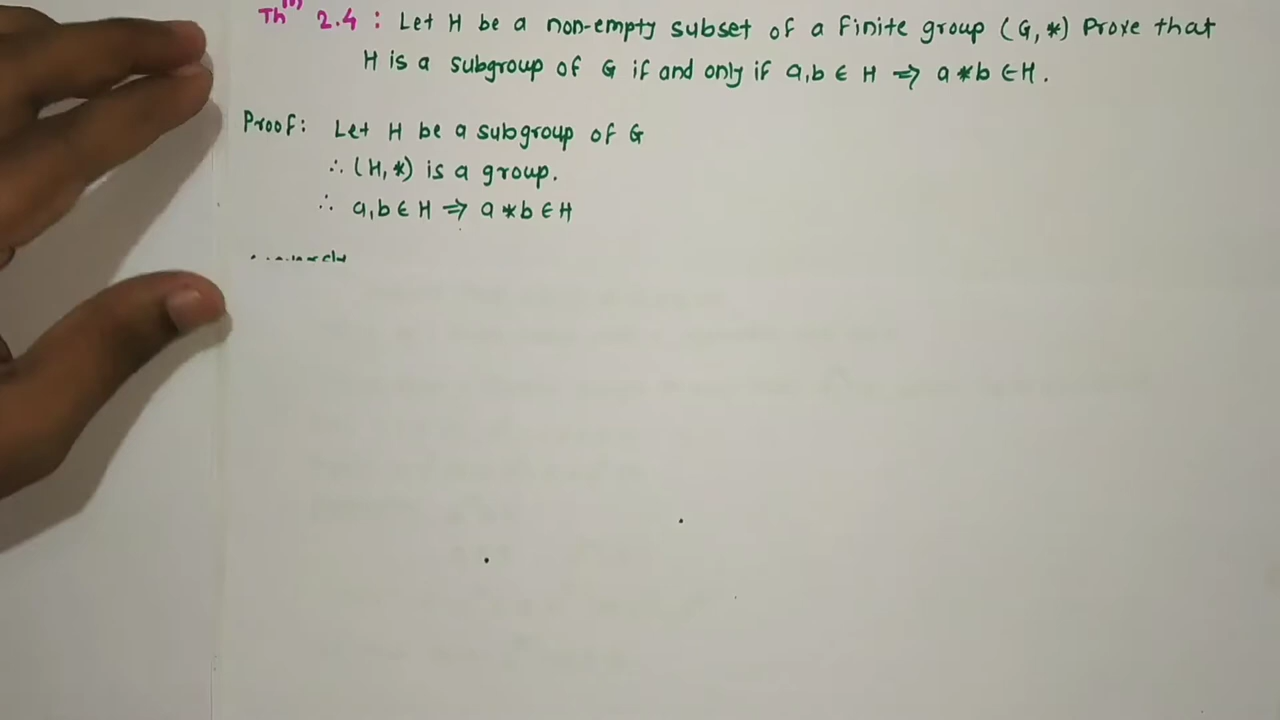 Th(m) 2.4 : Let H be a non-empty subset of a finite group (G, *) Prove that
H is a subgroup of G if and only if a,b ∈ H ⇒ a * b ∈ H.
Proof: Let H be a subgroup of G
∴ (H, *) is a group.
∴ a,b ∈ H ⇒ a * b ∈ H